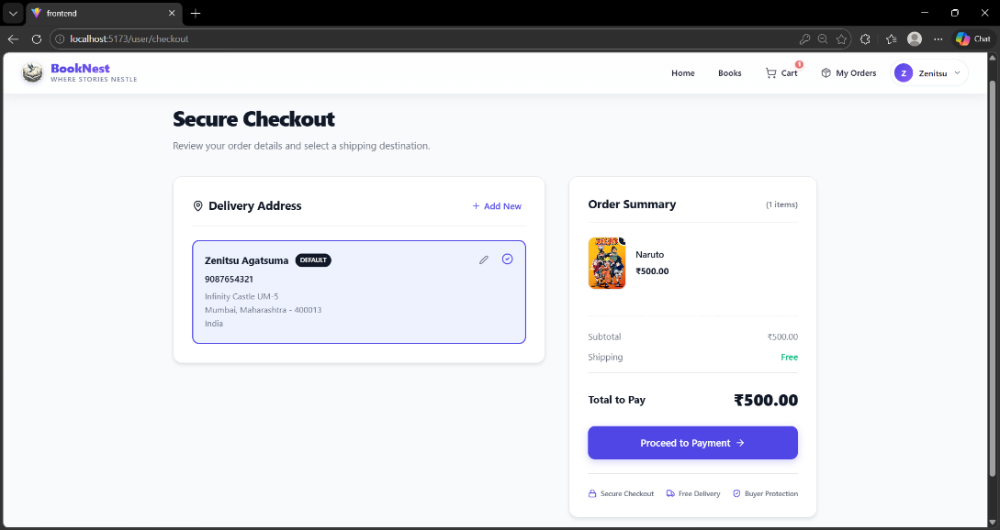 frontend
localhost:5173/user/checkout
Chat
BookNest
WHERE STORIES NESTLE
Home
Books
Cart
1
My Orders
Z
Zenitsu
Secure Checkout
Review your order details and select a shipping destination.
Delivery Address
+ Add New
Zenitsu Agatsuma DEFAULT
9087654321
Infinity Castle UM-5
Mumbai, Maharashtra - 400013
India
Order Summary
(1 items)
Naruto
₹500.00
Subtotal
₹500.00
Shipping
Free
Total to Pay
₹500.00
Proceed to Payment →
Secure Checkout
Free Delivery
Buyer Protection